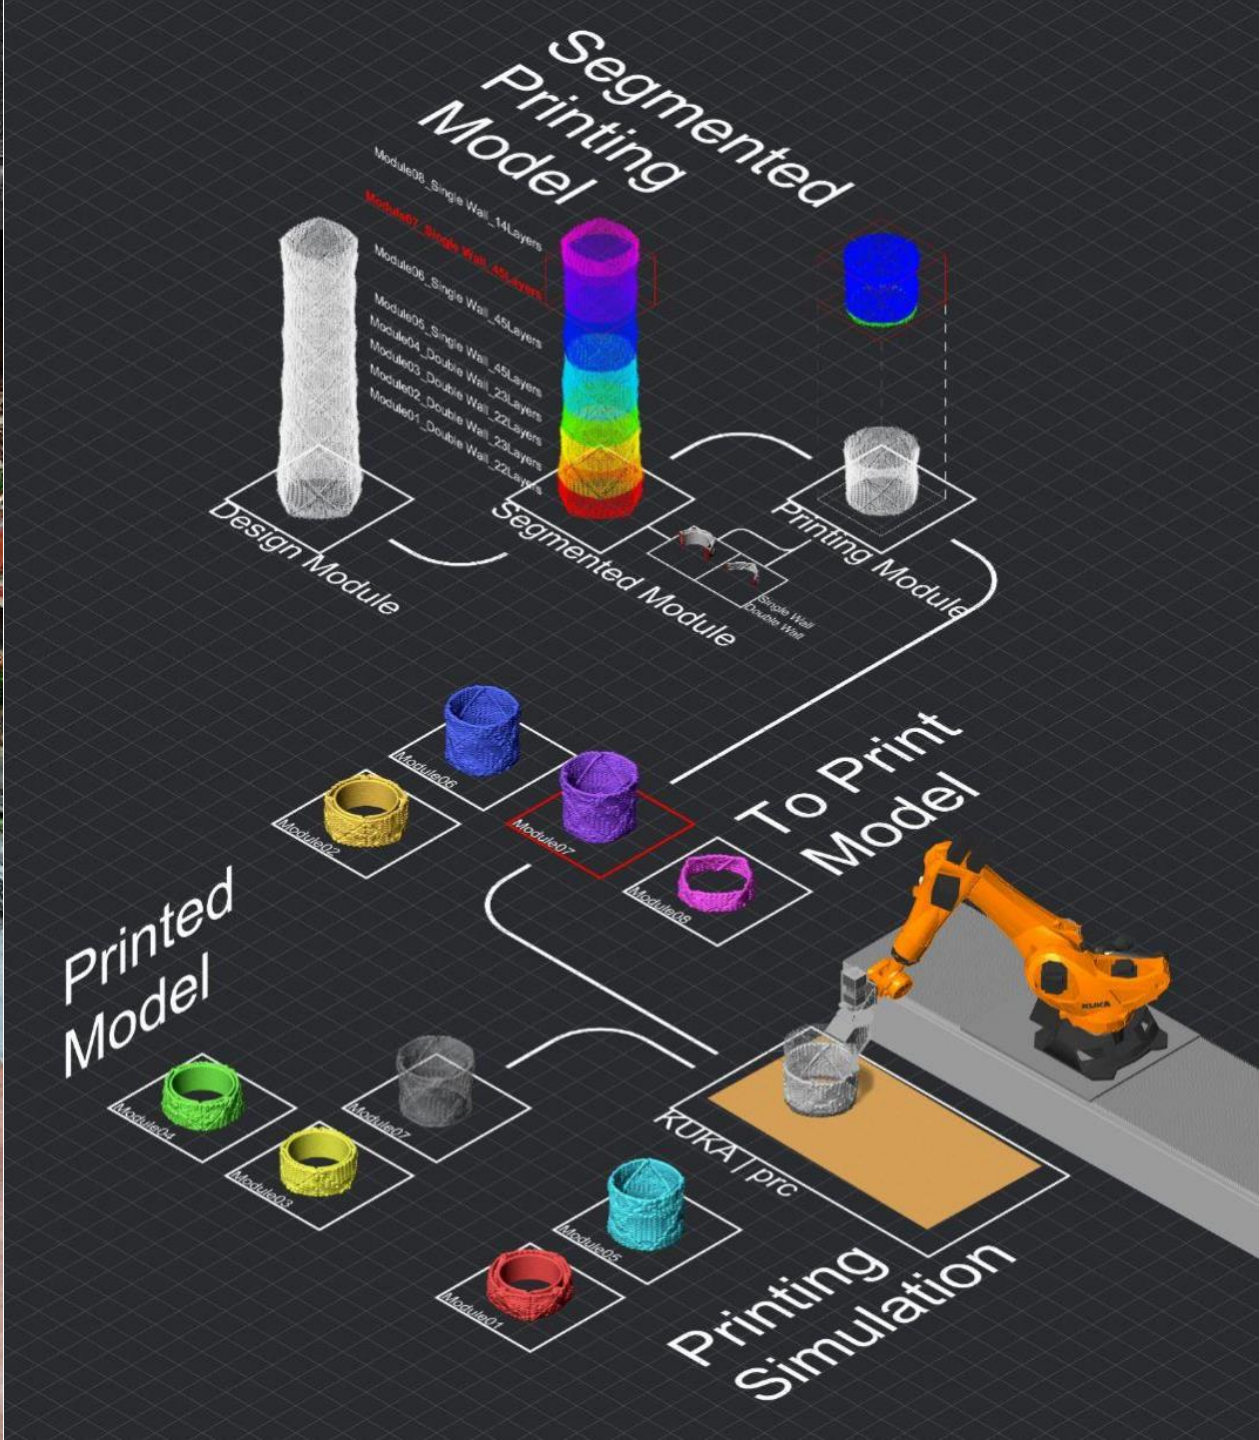 Segmented
Printing
Model
Module08_Single Wall_14Layers
Module07_Single Wall_45Layers
Module06_Single Wall_45Layers
Module05_Single Wall_45Layers
Module04_Double Wall_23Layers
Module03_Double Wall_22Layers
Module02_Double Wall_23Layers
Module01_Double Wall_22Layers
Design Module
Segmented Module
Printing Module
Single Wall
Double Wall
To Print
Model
Module06
Module02
Module07
Module08
Printed
Model
Module04
Module07
Module03
Module05
Module01
KUKA
KUKA | prc
Printing
Simulation